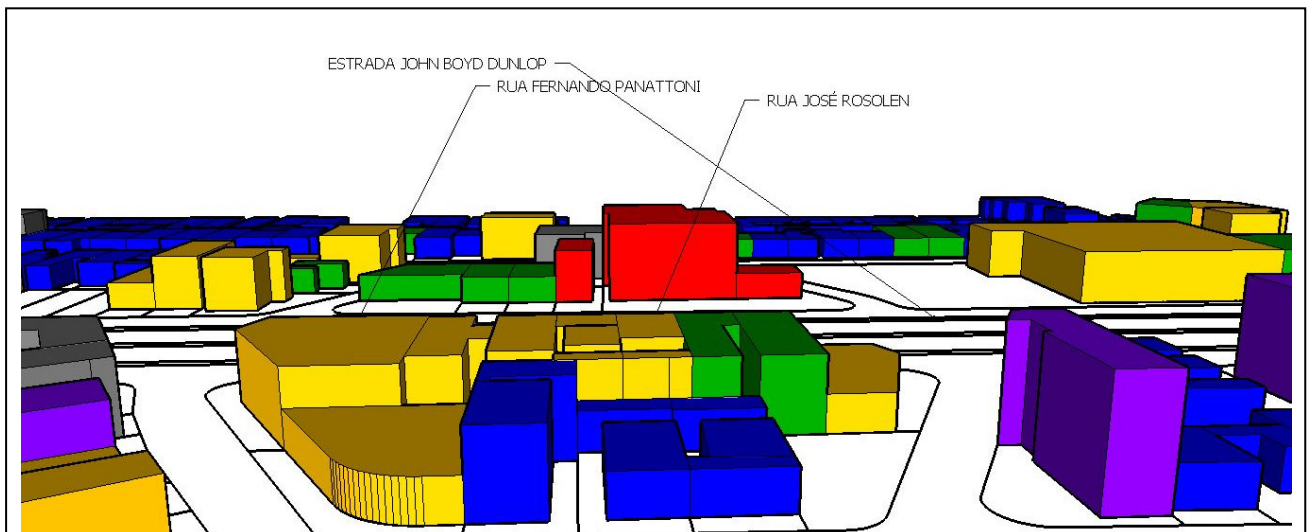 ESTRADA JOHN BOYD DUNLOP
RUA FERNANDO PANATTONI
RUA JOSÉ ROSOLEN